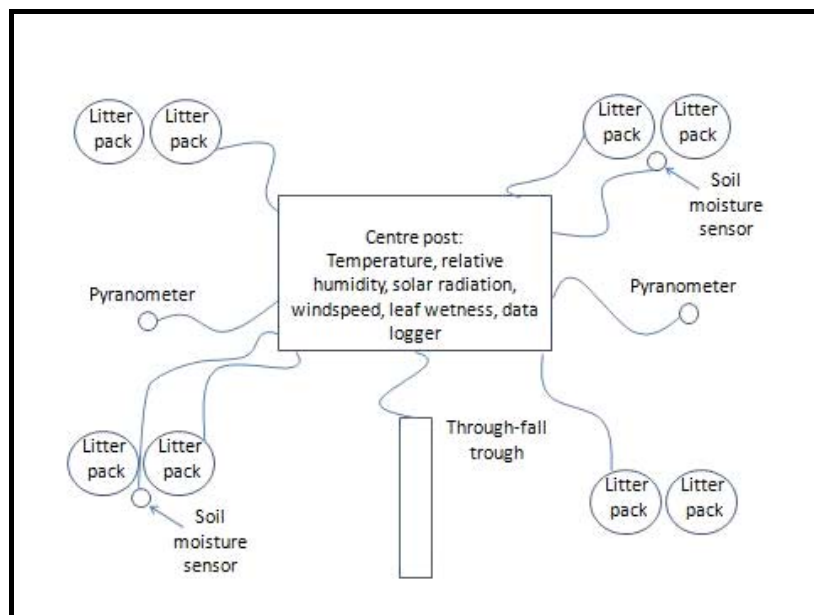 Litter
pack
Litter
pack
Litter
pack
Litter
pack
Soil
moisture
sensor
Centre post:
Temperature, relative
humidity, solar radiation,
windspeed, leaf wetness, data
logger
Pyranometer
Pyranometer
Litter
pack
Litter
pack
Soil
moisture
sensor
Through-fall
trough
Litter
pack
Litter
pack